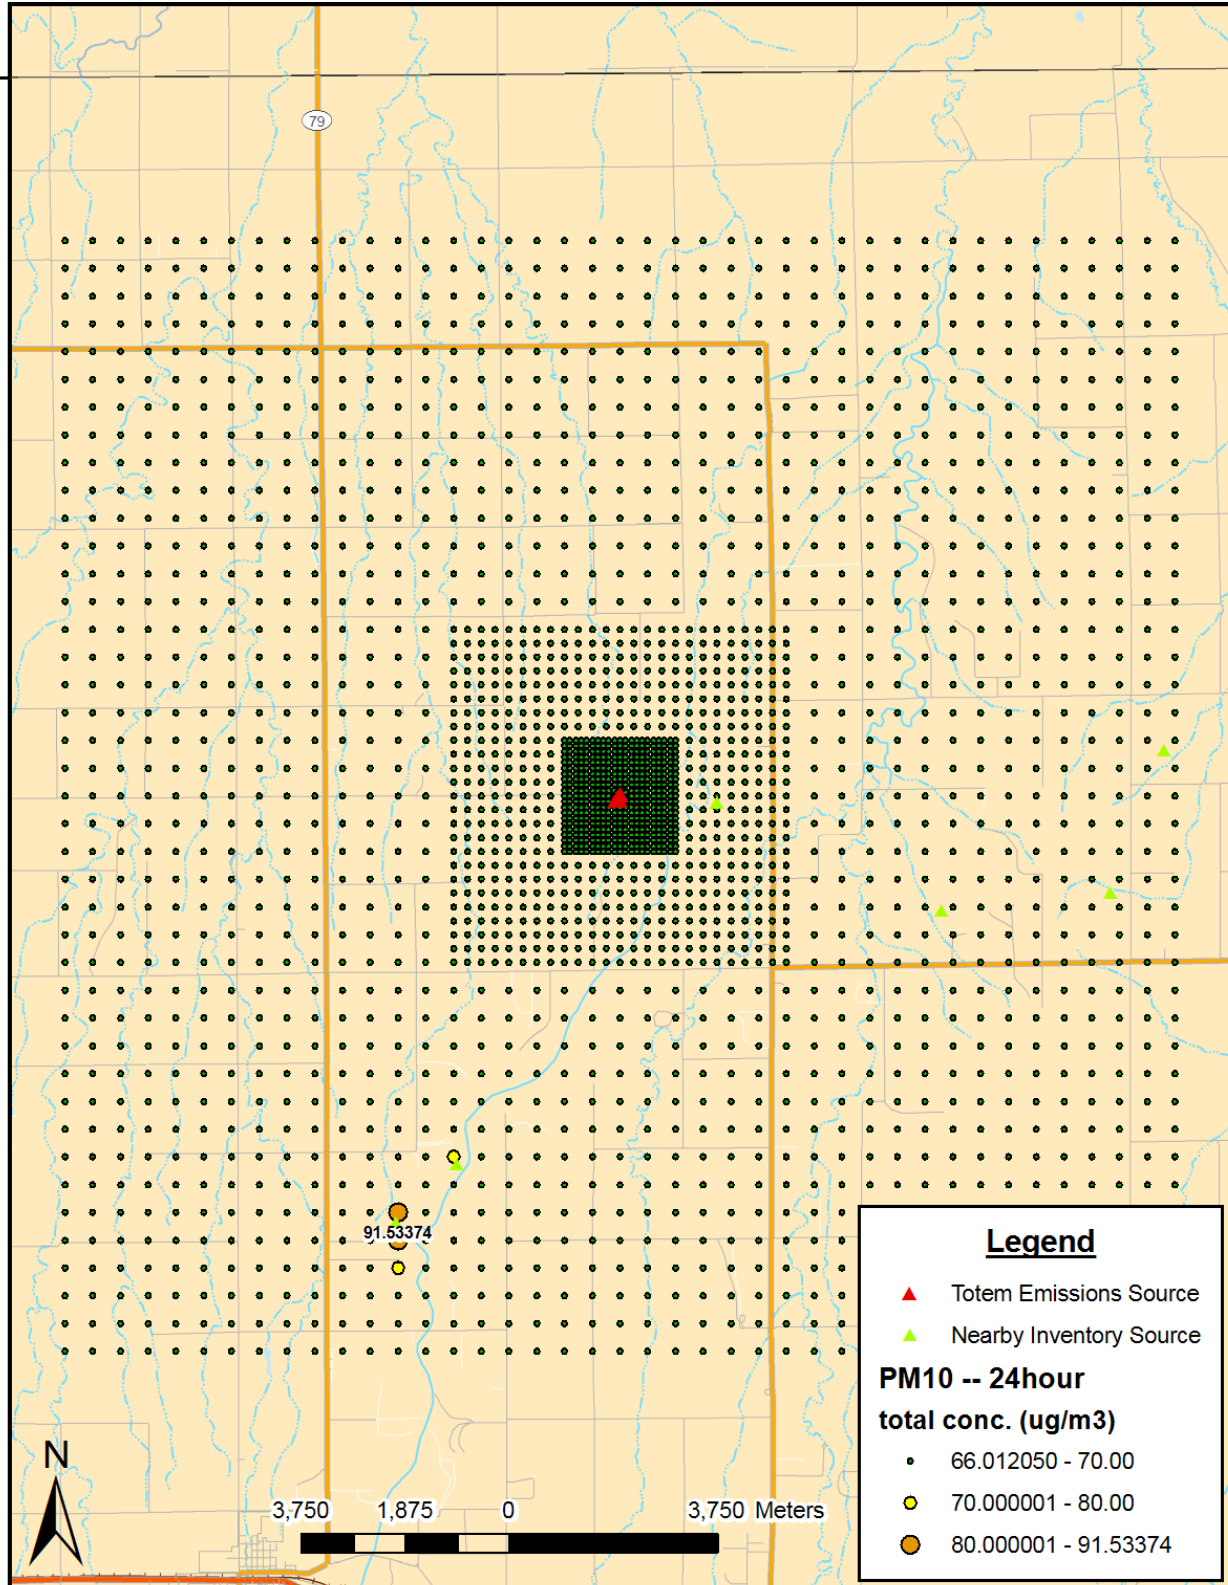 79
91.53374
Legend
Totem Emissions Source
Nearby Inventory Source
PM10 -- 24hour
total conc. (ug/m3)
66.012050 - 70.00
70.000001 - 80.00
80.000001 - 91.53374
N
3,750 1,875 0 3,750 Meters